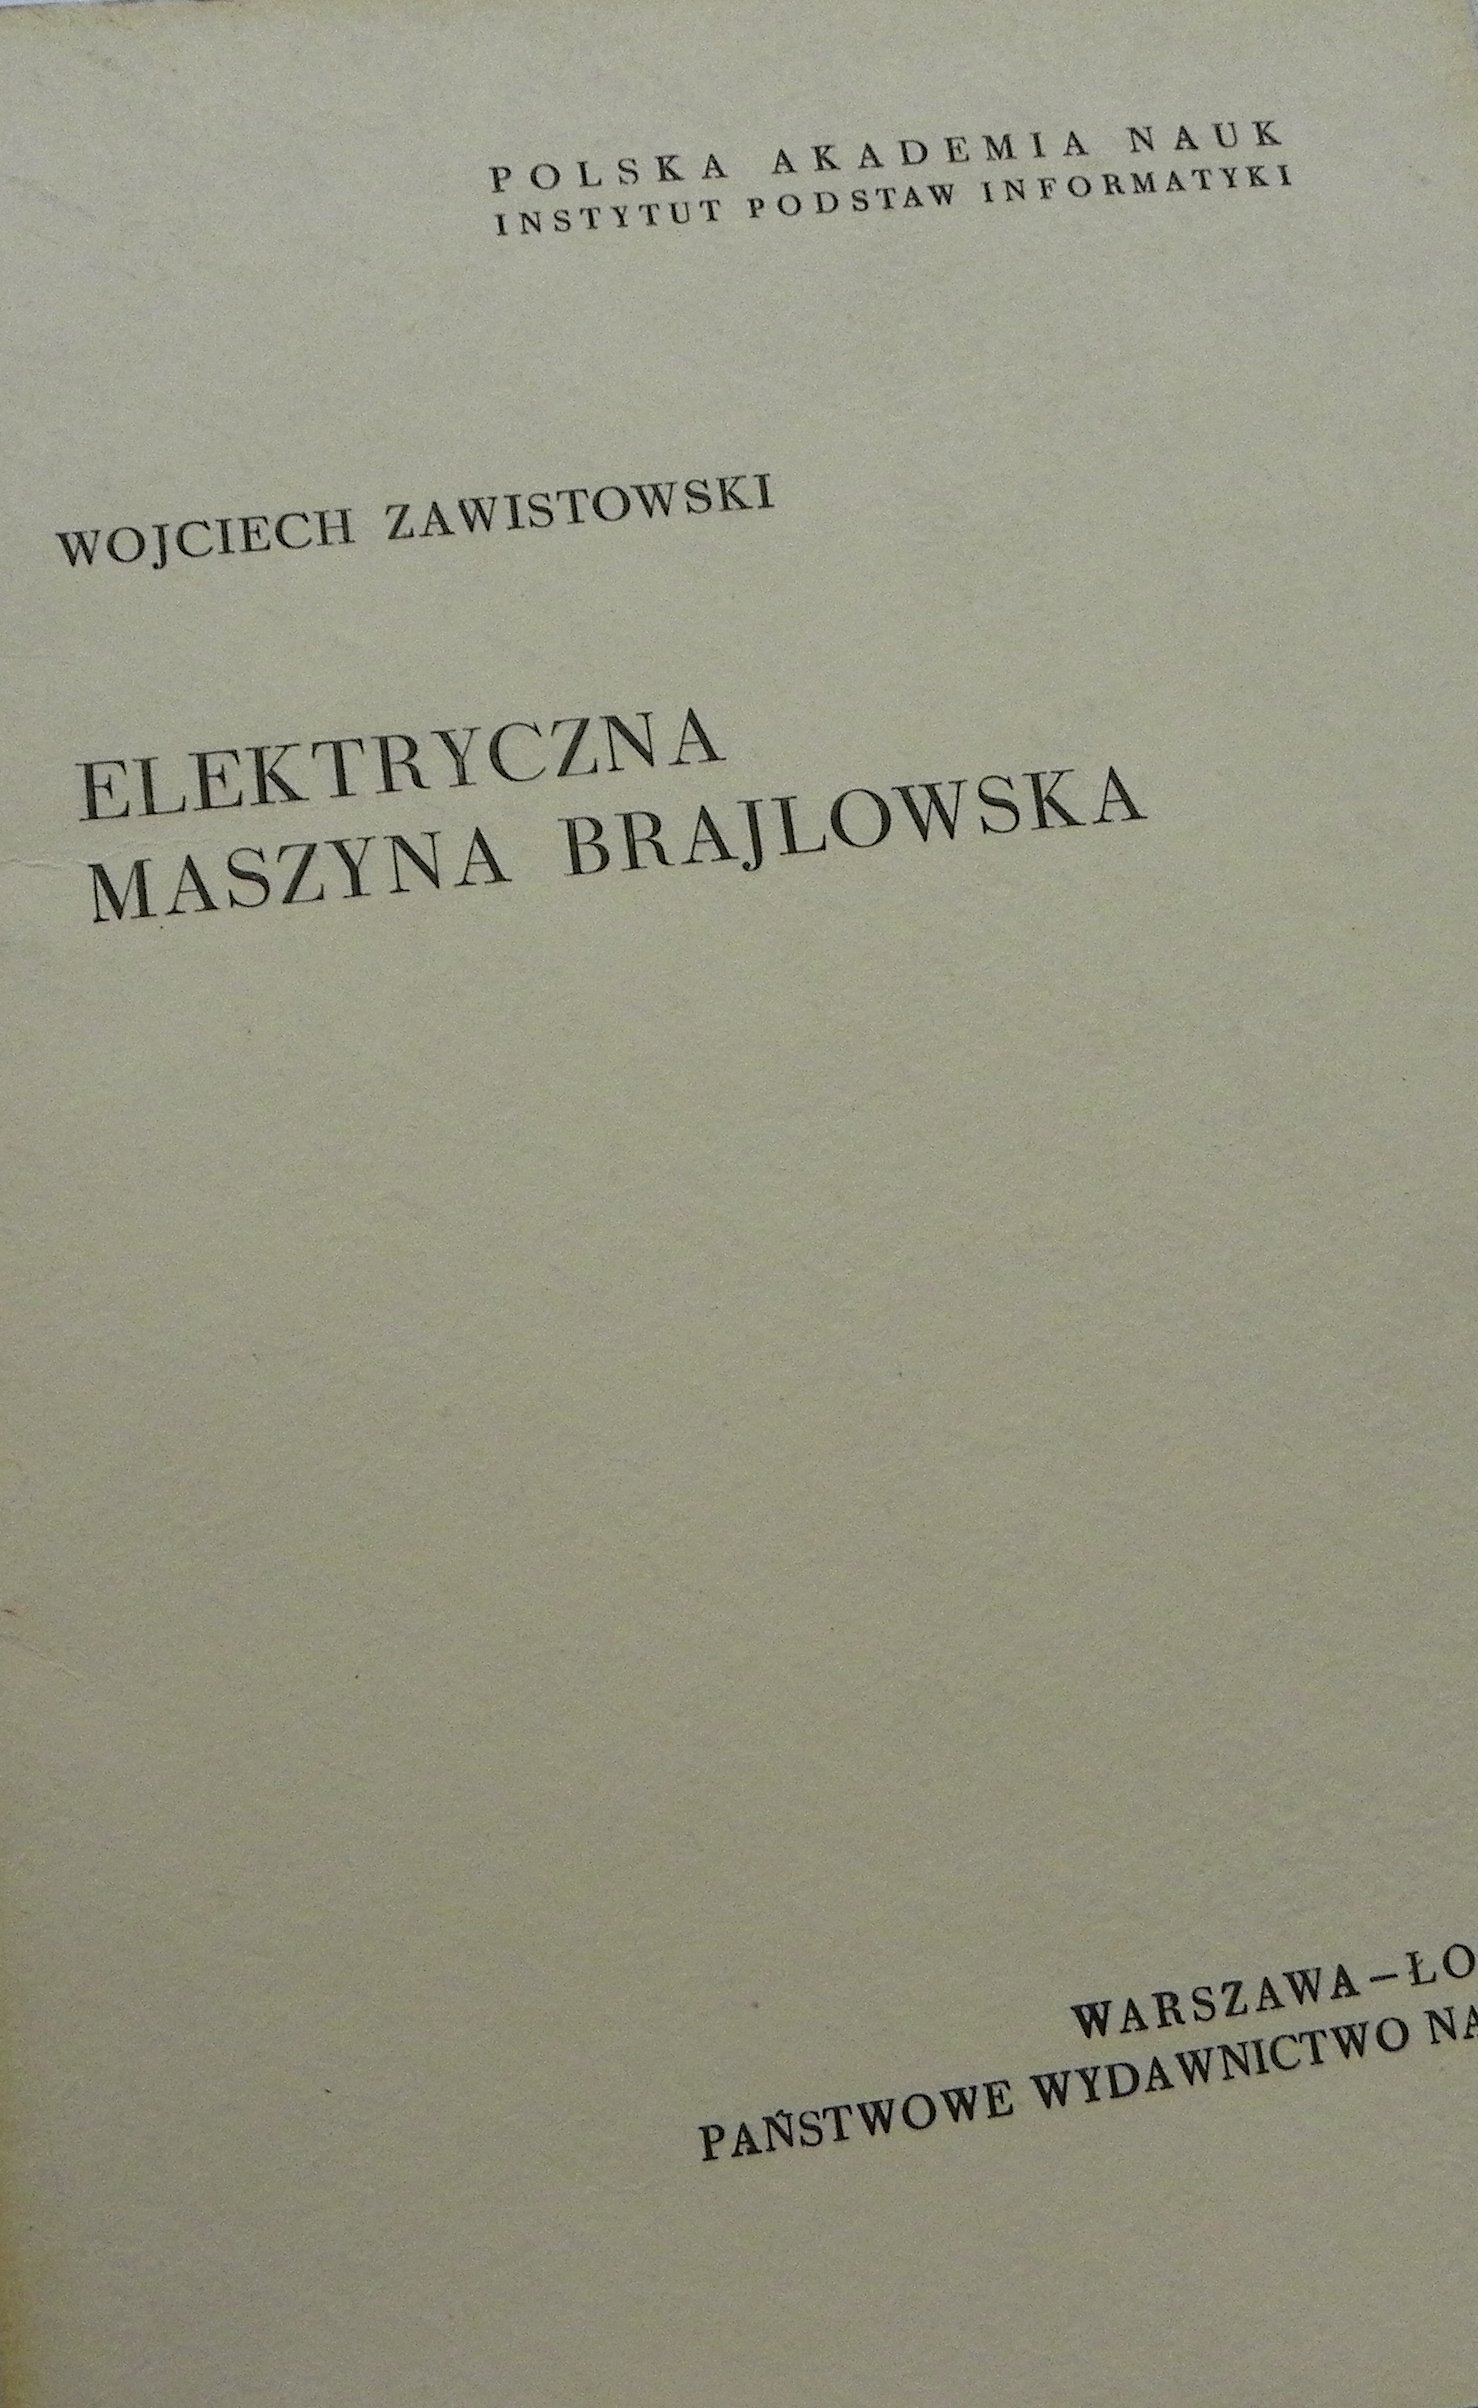 POLSKA AKADEMIA NAUK
INSTYTUT PODSTAW INFORMATYKI
WOJCIECH ZAWISTOWSKI
ELEKTRYCZNA
MASZYNA BRAJLOWSKA
WARSZAWA–ŁO
PAŃSTWOWE WYDAWNICTWO NA